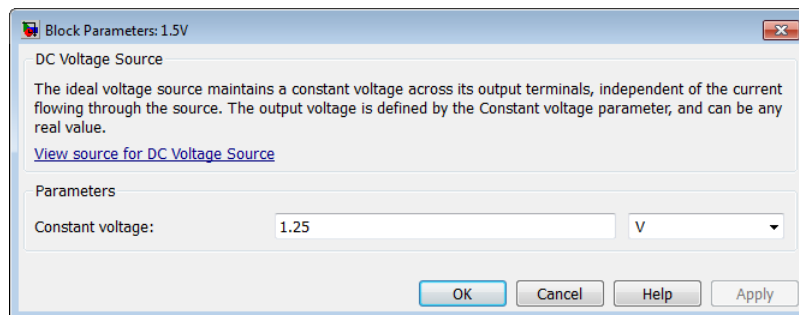 Block Parameters: 1.5V
DC Voltage Source
The ideal voltage source maintains a constant voltage across its output terminals, independent of the current
flowing through the source. The output voltage is defined by the Constant voltage parameter, and can be any
real value.
View source for DC Voltage Source
Parameters
Constant voltage: 1.25 V
OK Cancel Help Apply